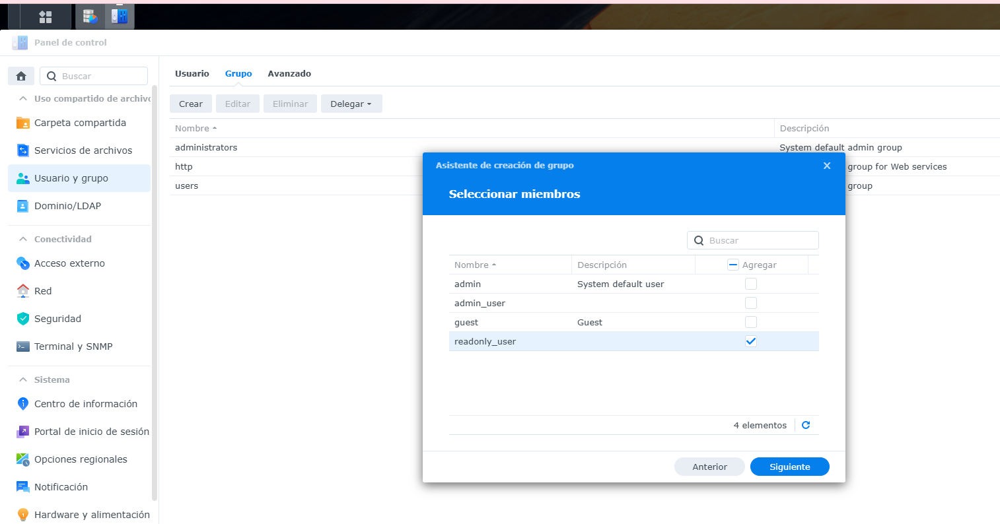 Panel de control
Buscar
Uso compartido de archivo
Carpeta compartida
Servicios de archivos
Usuario y grupo
Dominio/LDAP
Conectividad
Acceso externo
Red
Seguridad
Terminal y SNMP
Sistema
Centro de información
Portal de inicio de sesión
Opciones regionales
Notificación
Hardware y alimentación
Usuario Grupo Avanzado
Crear Editar Eliminar Delegar
Nombre Descripción
administrators System default admin group
http group for Web services
users group
Asistente de creación de grupo
Seleccionar miembros
Buscar
Nombre Descripción Agregar
admin System default user
admin_user
guest Guest
readonly_user
4 elementos
Anterior Siguiente